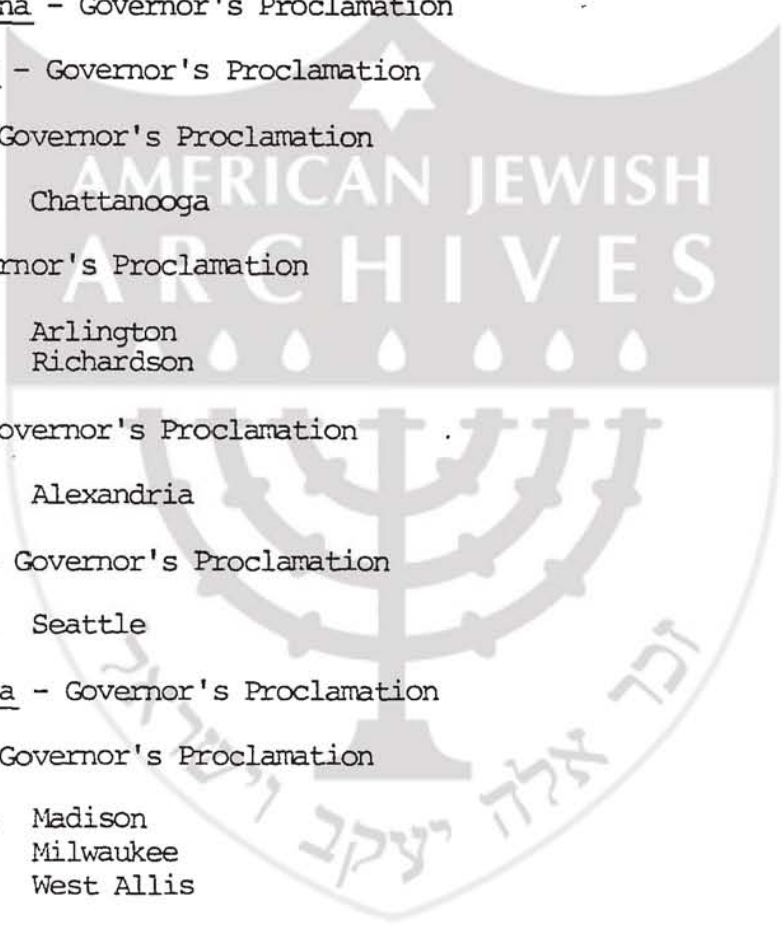 na - Governor's Proclamation
- Governor's Proclamation
Governor's Proclamation
Chattanooga
rnor's Proclamation
Arlington
Richardson
overnor's Proclamation
Alexandria
Governor's Proclamation
Seattle
a - Governor's Proclamation
Governor's Proclamation
Madison
Milwaukee
West Allis
AMERICAN JEWISH
ARCHIVES
זכר אלה יעקב וישראל